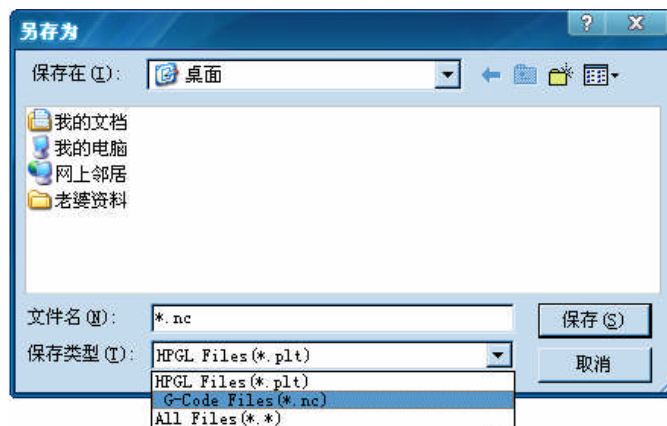 另存为
保存在(I):
桌面
我的文档
我的电脑
网上邻居
老婆资料
文件名(N):
*.nc
保存(S)
保存类型(T):
HPGL Files(*.plt)
取消
HPGL Files(*.plt)
G-Code Files(*.nc)
All Files(*.*)